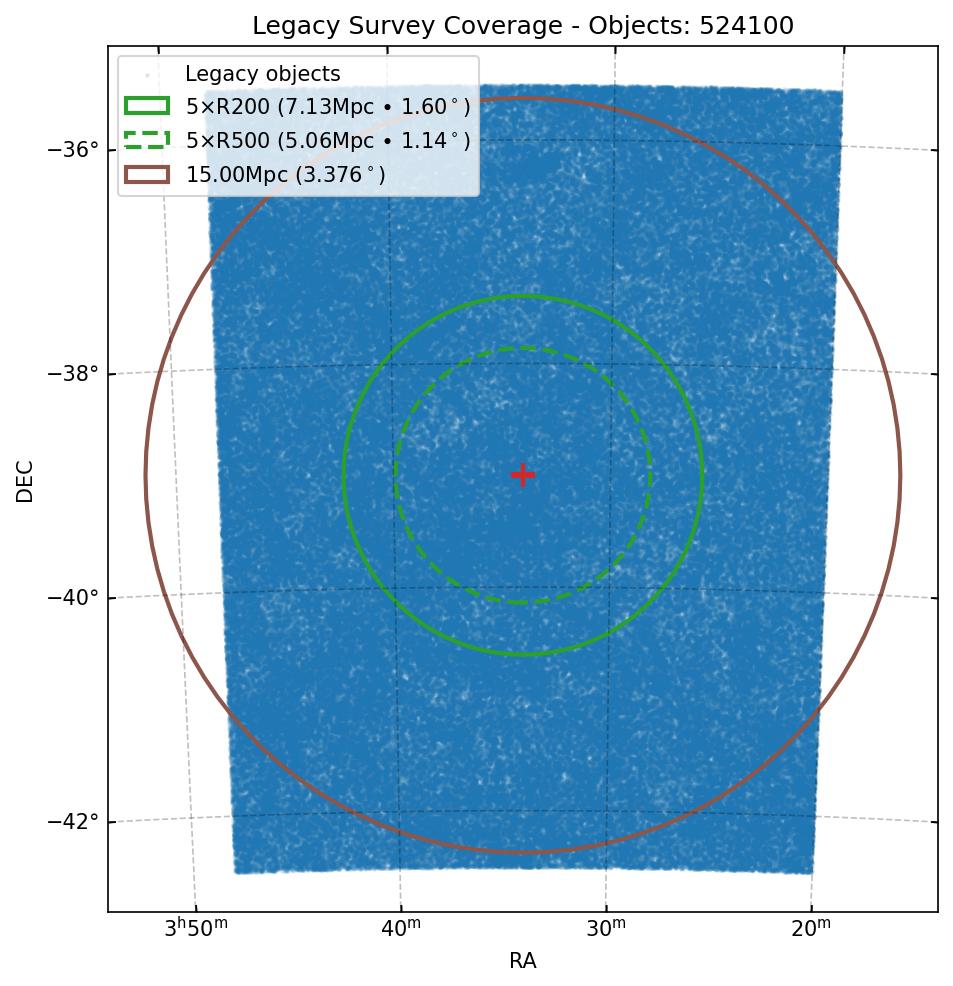 Legacy Survey Coverage - Objects: 524100
Legacy objects
5×R200 (7.13Mpc • 1.60°)
5×R500 (5.06Mpc • 1.14°)
15.00Mpc (3.376°)
−36°
−38°
−40°
−42°
DEC
3ʰ50ᵐ 40ᵐ 30ᵐ 20ᵐ
RA